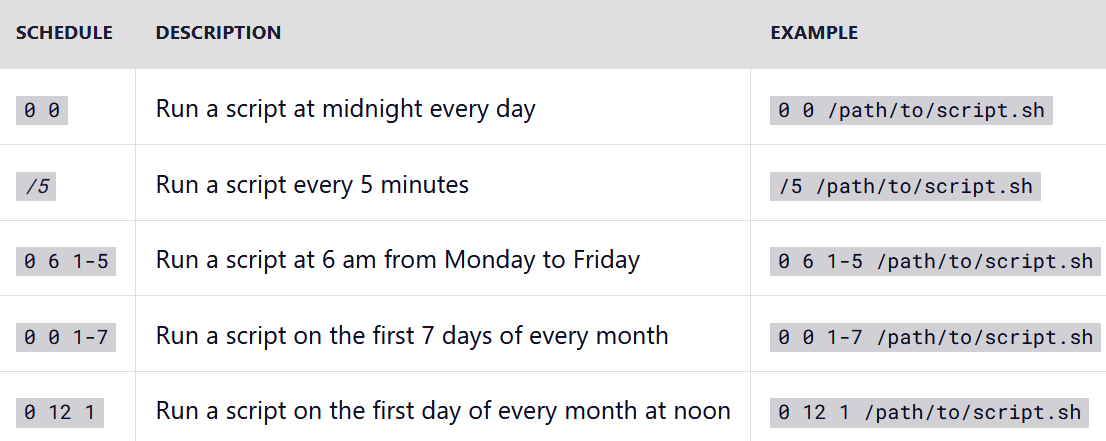 SCHEDULE DESCRIPTION EXAMPLE
0 0 Run a script at midnight every day 0 0 /path/to/script.sh
/5 Run a script every 5 minutes /5 /path/to/script.sh
0 6 1-5 Run a script at 6 am from Monday to Friday 0 6 1-5 /path/to/script.sh
0 0 1-7 Run a script on the first 7 days of every month 0 0 1-7 /path/to/script.sh
0 12 1 Run a script on the first day of every month at noon 0 12 1 /path/to/script.sh